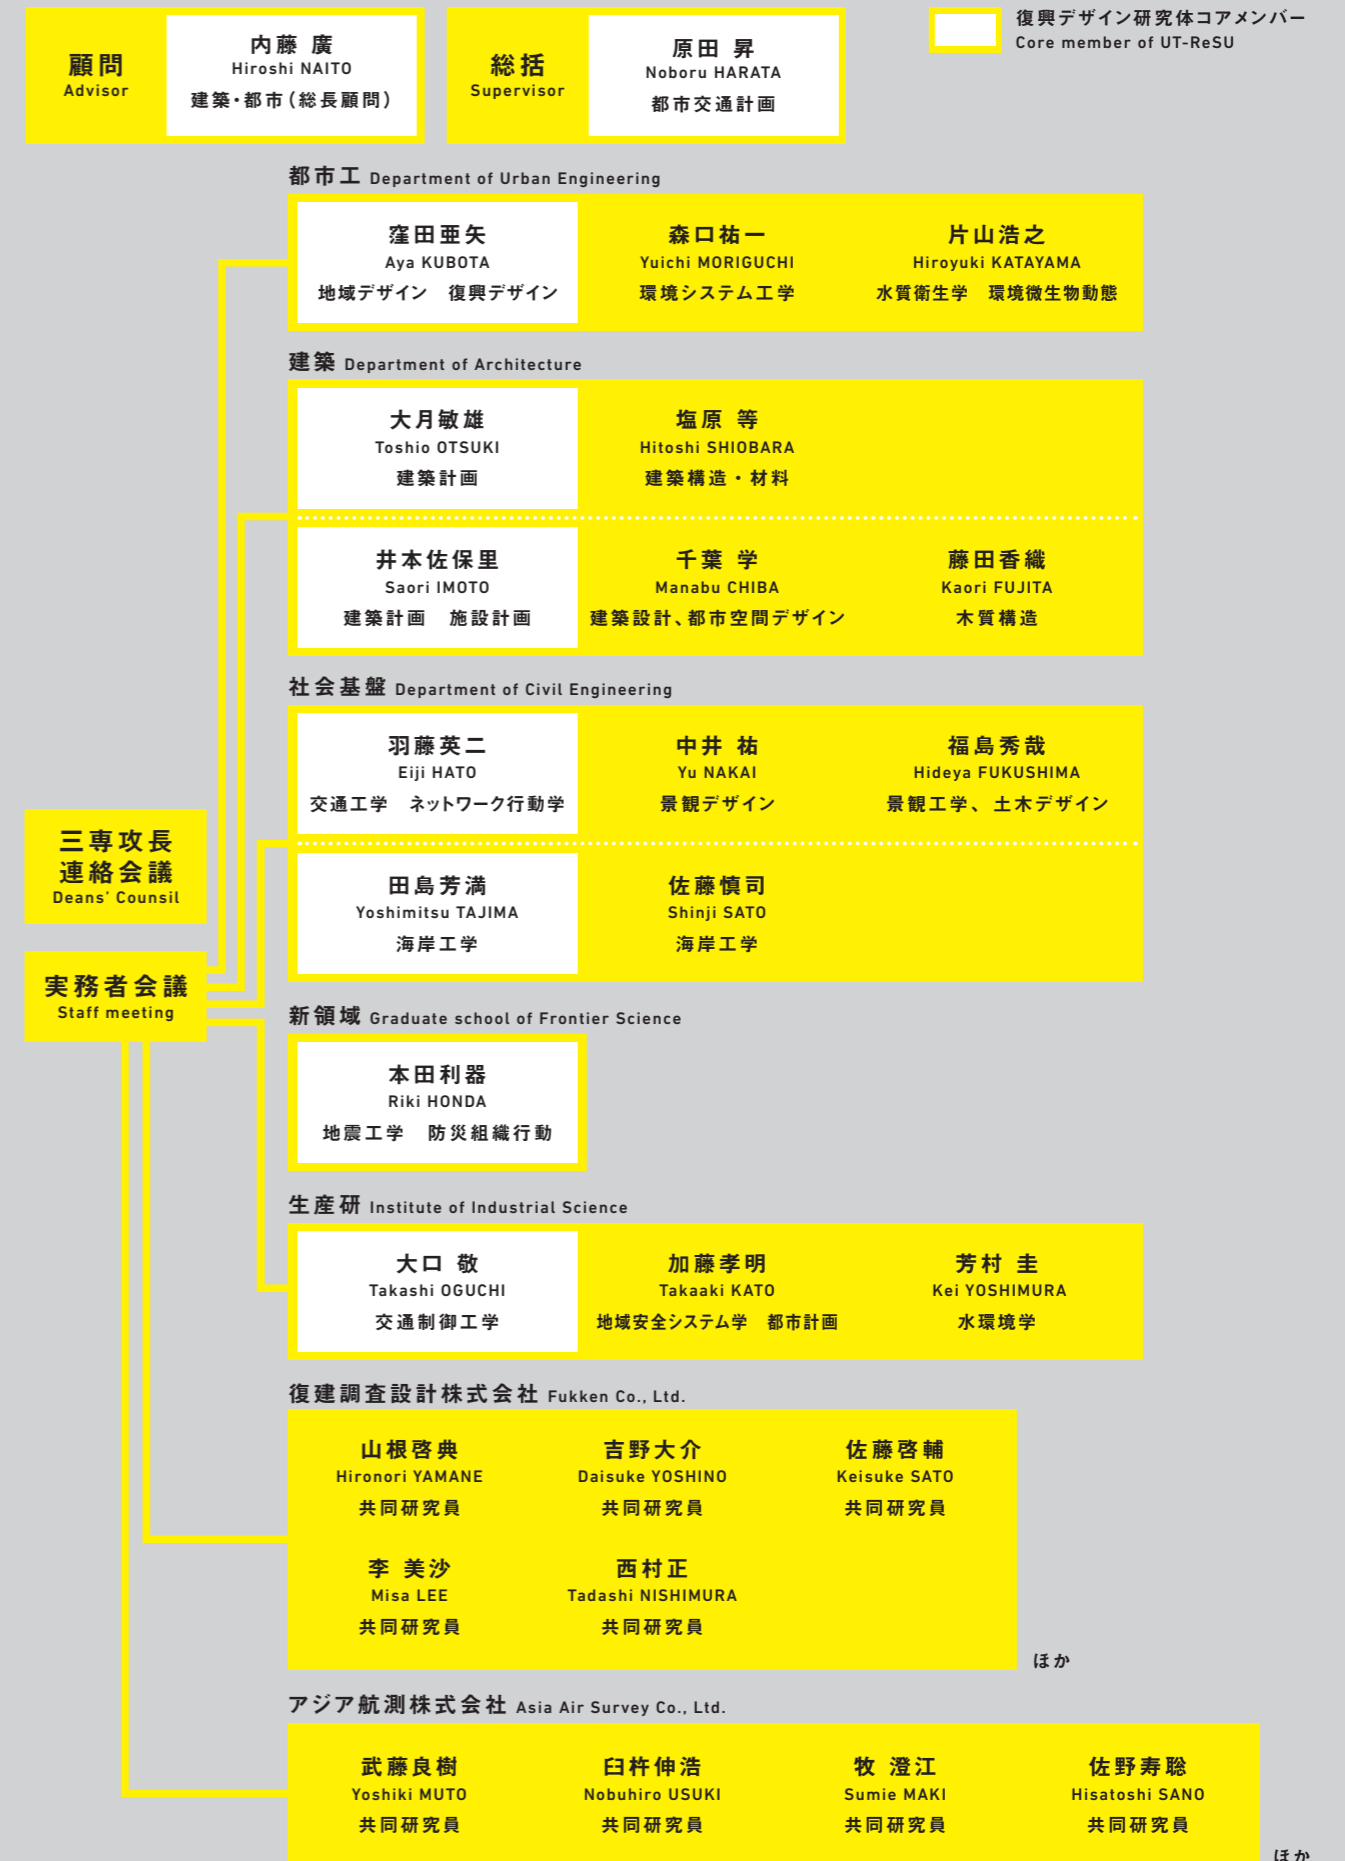 顧問
Advisor
内藤 廣
Hiroshi NAITO
建築・都市（総長顧問）
総括
Supervisor
原田 昇
Noboru HARATA
都市交通計画
復興デザイン研究体コアメンバー
Core member of UT-ReSU
都市工 Department of Urban Engineering
窪田亜矢
Aya KUBOTA
地域デザイン　復興デザイン
森口祐一
Yuichi MORIGUCHI
環境システム工学
片山浩之
Hiroyuki KATAYAMA
水質衛生学　環境微生物動態
建築 Department of Architecture
大月敏雄
Toshio OTSUKI
建築計画
塩原 等
Hitoshi SHIOBARA
建築構造・材料
井本佐保里
Saori IMOTO
建築計画　施設計画
千葉 学
Manabu CHIBA
建築設計、都市空間デザイン
藤田香織
Kaori FUJITA
木質構造
社会基盤 Department of Civil Engineering
羽藤英二
Eiji HATO
交通工学　ネットワーク行動学
中井 祐
Yu NAKAI
景観デザイン
福島秀哉
Hideya FUKUSHIMA
景観工学、土木デザイン
田島芳満
Yoshimitsu TAJIMA
海岸工学
佐藤慎司
Shinji SATO
海岸工学
三専攻長
連絡会議
Deans' Counsil
実務者会議
Staff meeting
新領域 Graduate school of Frontier Science
本田利器
Riki HONDA
地震工学　防災組織行動
生産研 Institute of Industrial Science
大口 敬
Takashi OGUCHI
交通制御工学
加藤孝明
Takaaki KATO
地域安全システム学　都市計画
芳村 圭
Kei YOSHIMURA
水環境学
復建調査設計株式会社 Fukken Co., Ltd.
山根啓典
Hironori YAMANE
共同研究員
吉野大介
Daisuke YOSHINO
共同研究員
佐藤啓輔
Keisuke SATO
共同研究員
李 美沙
Misa LEE
共同研究員
西村正
Tadashi NISHIMURA
共同研究員
ほか
アジア航測株式会社 Asia Air Survey Co., Ltd.
武藤良樹
Yoshiki MUTO
共同研究員
臼杵伸浩
Nobuhiro USUKI
共同研究員
牧 澄江
Sumie MAKI
共同研究員
佐野寿聡
Hisatoshi SANO
共同研究員
ほか